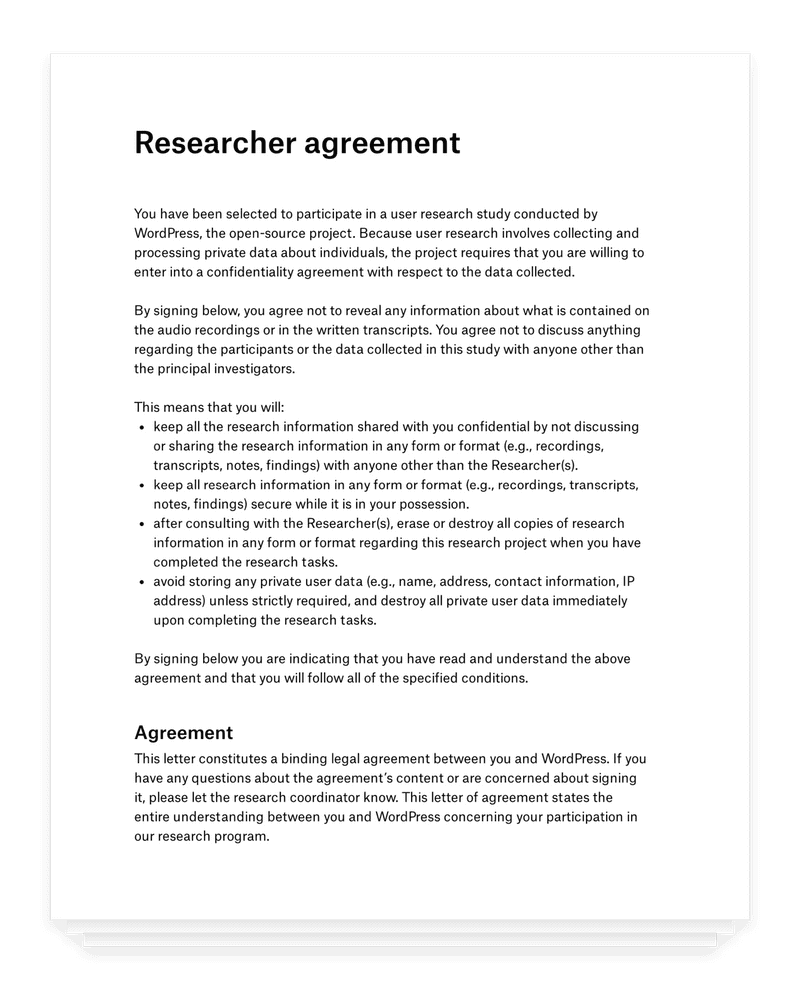 Researcher agreement
You have been selected to participate in a user research study conducted by
WordPress, the open-source project. Because user research involves collecting and
processing private data about individuals, the project requires that you are willing to
enter into a confidentiality agreement with respect to the data collected.
By signing below, you agree not to reveal any information about what is contained on
the audio recordings or in the written transcripts. You agree not to discuss anything
regarding the participants or the data collected in this study with anyone other than
the principal investigators.
This means that you will:
• keep all the research information shared with you confidential by not discussing
or sharing the research information in any form or format (e.g., recordings,
transcripts, notes, findings) with anyone other than the Researcher(s).
• keep all research information in any form or format (e.g., recordings, transcripts,
notes, findings) secure while it is in your possession.
• after consulting with the Researcher(s), erase or destroy all copies of research
information in any form or format regarding this research project when you have
completed the research tasks.
• avoid storing any private user data (e.g., name, address, contact information, IP
address) unless strictly required, and destroy all private user data immediately
upon completing the research tasks.
By signing below you are indicating that you have read and understand the above
agreement and that you will follow all of the specified conditions.
Agreement
This letter constitutes a binding legal agreement between you and WordPress. If you
have any questions about the agreement’s content or are concerned about signing
it, please let the research coordinator know. This letter of agreement states the
entire understanding between you and WordPress concerning your participation in
our research program.